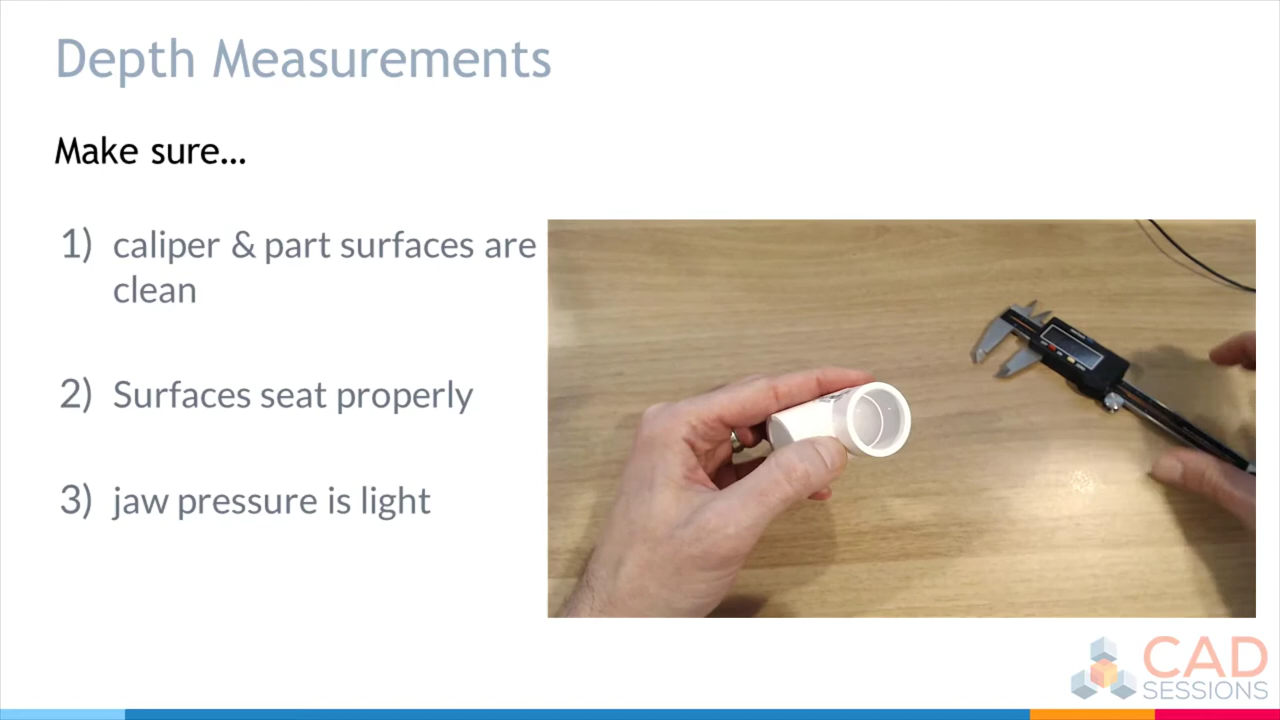 Depth Measurements
Make sure...
1) caliper & part surfaces are
clean
2) Surfaces seat properly
3) jaw pressure is light
CAD
SESSIONS